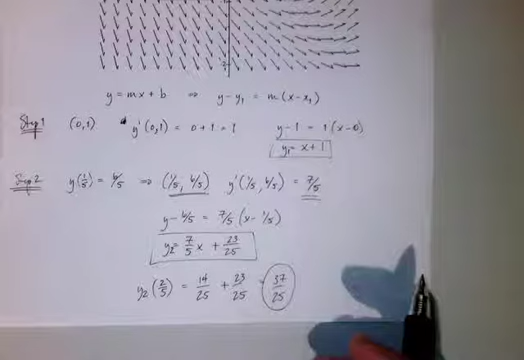 y = mx + b ⇒ y - y₁ = m(x - x₁)
Step 1 (0,1) y'(0,1) = 0 + 1 = 1 y - 1 = 1(x - 0)
y₁ = x + 1
Step 2 y(1/5) = 6/5 ⇒ (1/5, 6/5) y'(1/5, 6/5) = 7/5
y - 6/5 = 7/5 (x - 1/5)
y₂ = 7/5 x + 23/25
y₂(2/5) = 14/25 + 23/25 = 37/25